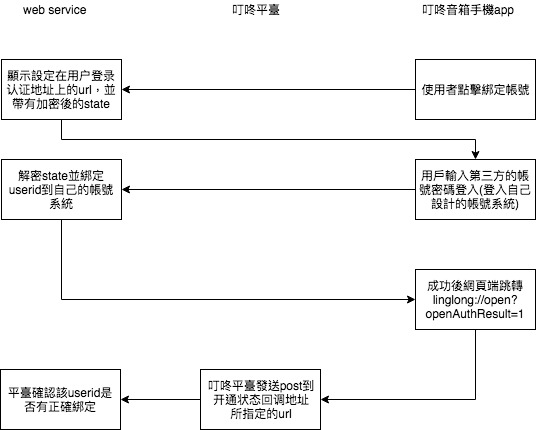 web service
叮咚平臺
叮咚音箱手機app
顯示設定在用户登录
认证地址上的url，並
帶有加密後的state
使用者點擊綁定帳號
解密state並綁定
userid到自己的帳號
系統
用戶輸入第三方的帳
號密碼登入(登入自己
設計的帳號系統)
成功後網頁端跳轉
linglong://open?
openAuthResult=1
平臺確認該userid是
否有正確綁定
叮咚平臺發送post到
开通状态回调地址
所指定的url